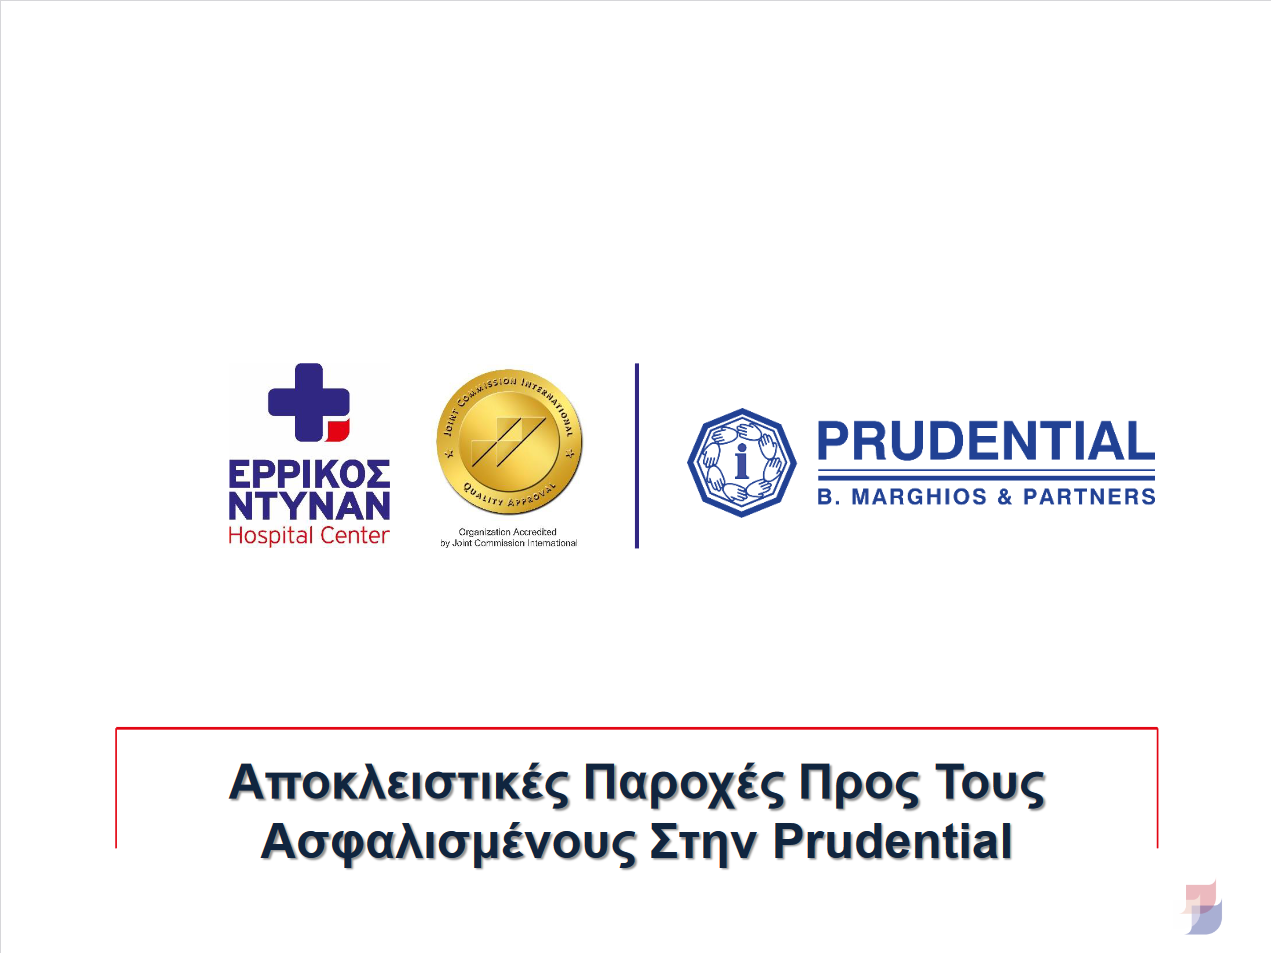 ΕΡΡΙΚΟΣ
ΝΤΥΝΑΝ
Hospital Center
JOINT COMMISSION INTERNATIONAL
QUALITY APPROVAL
Organization Accredited
by Joint Commission International
i
PRUDENTIAL
B. MARGHIOS & PARTNERS
Αποκλειστικές Παροχές Προς Τους
Ασφαλισμένους Στην Prudential